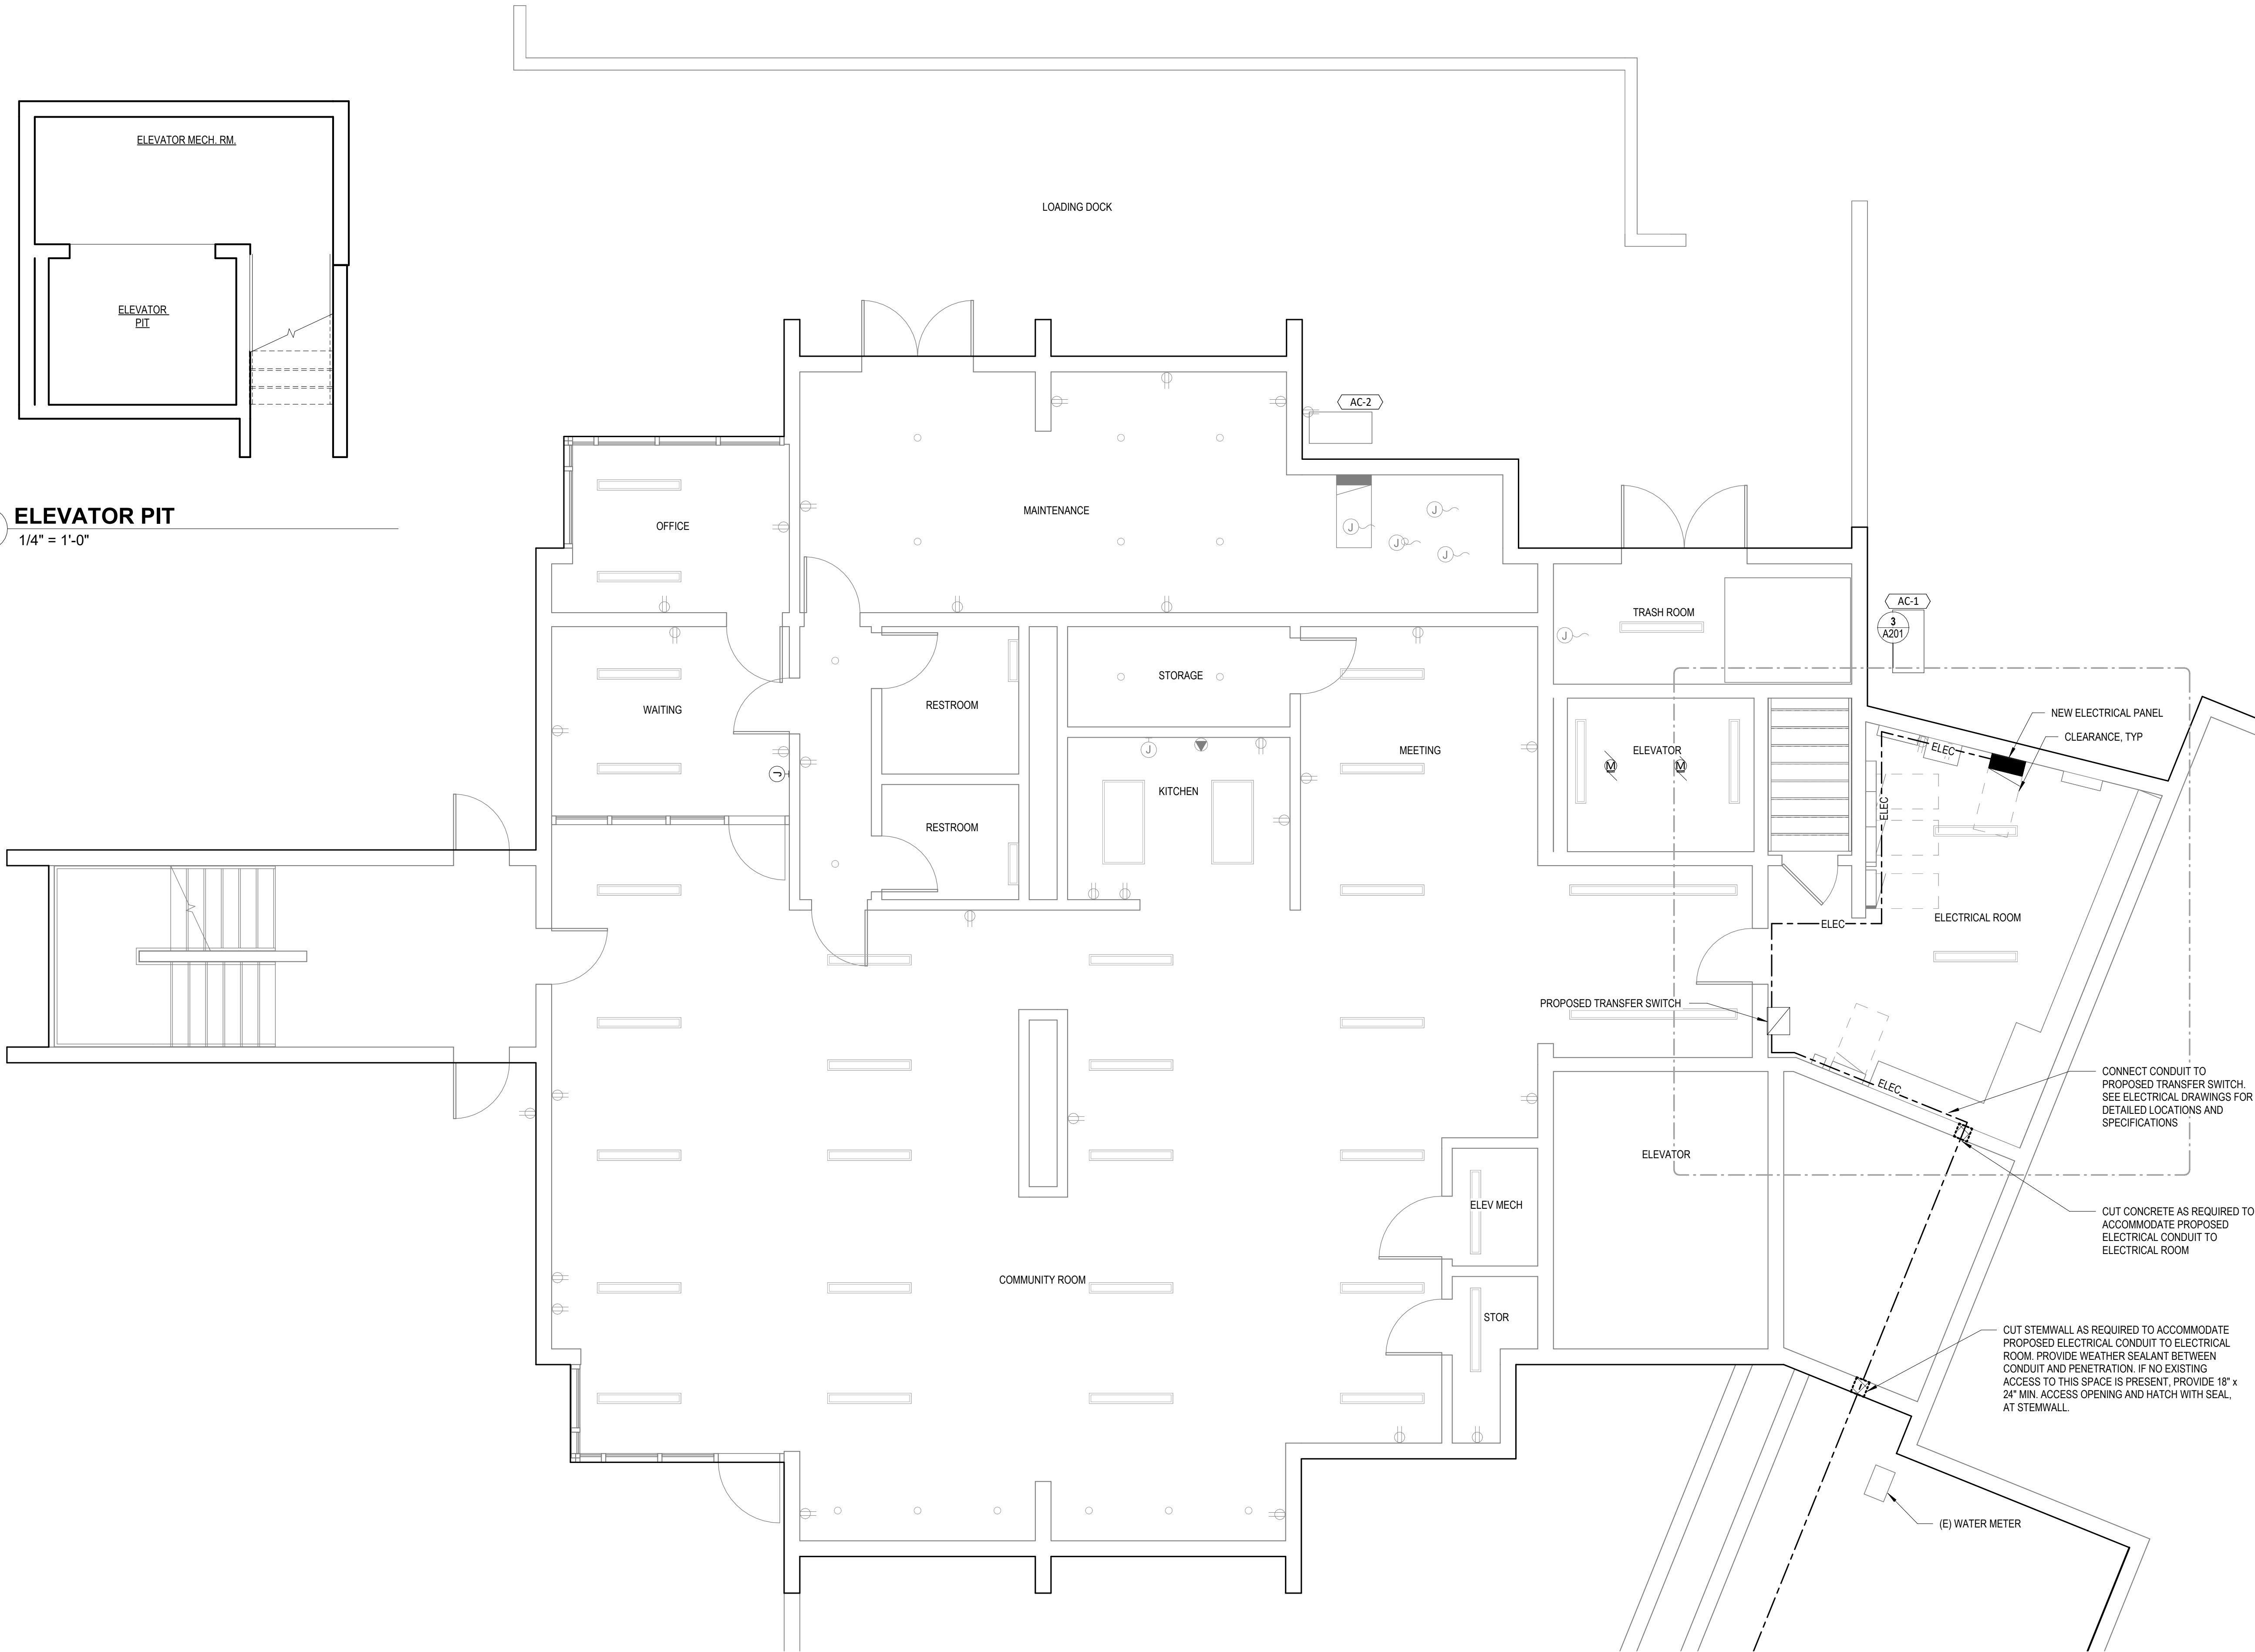 ELEVATOR MECH. RM.
ELEVATOR
PIT
ELEVATOR PIT
1/4" = 1'-0"
LOADING DOCK
AC-2
OFFICE
MAINTENANCE
J
J
J
J
TRASH ROOM
J
AC-1
3
A201
WAITING
RESTROOM
STORAGE
MEETING
ELEVATOR
M
M
NEW ELECTRICAL PANEL
CLEARANCE, TYP
ELEC
ELEC
J
J
KITCHEN
RESTROOM
ELECTRICAL ROOM
ELEC
PROPOSED TRANSFER SWITCH
ELEC
CONNECT CONDUIT TO
PROPOSED TRANSFER SWITCH.
SEE ELECTRICAL DRAWINGS FOR
DETAILED LOCATIONS AND
SPECIFICATIONS
ELEVATOR
ELEV MECH
CUT CONCRETE AS REQUIRED TO
ACCOMMODATE PROPOSED
ELECTRICAL CONDUIT TO
ELECTRICAL ROOM
COMMUNITY ROOM
STOR
CUT STEMWALL AS REQUIRED TO ACCOMMODATE
PROPOSED ELECTRICAL CONDUIT TO ELECTRICAL
ROOM. PROVIDE WEATHER SEALANT BETWEEN
CONDUIT AND PENETRATION. IF NO EXISTING
ACCESS TO THIS SPACE IS PRESENT, PROVIDE 18" x
24" MIN. ACCESS OPENING AND HATCH WITH SEAL,
AT STEMWALL.
(E) WATER METER